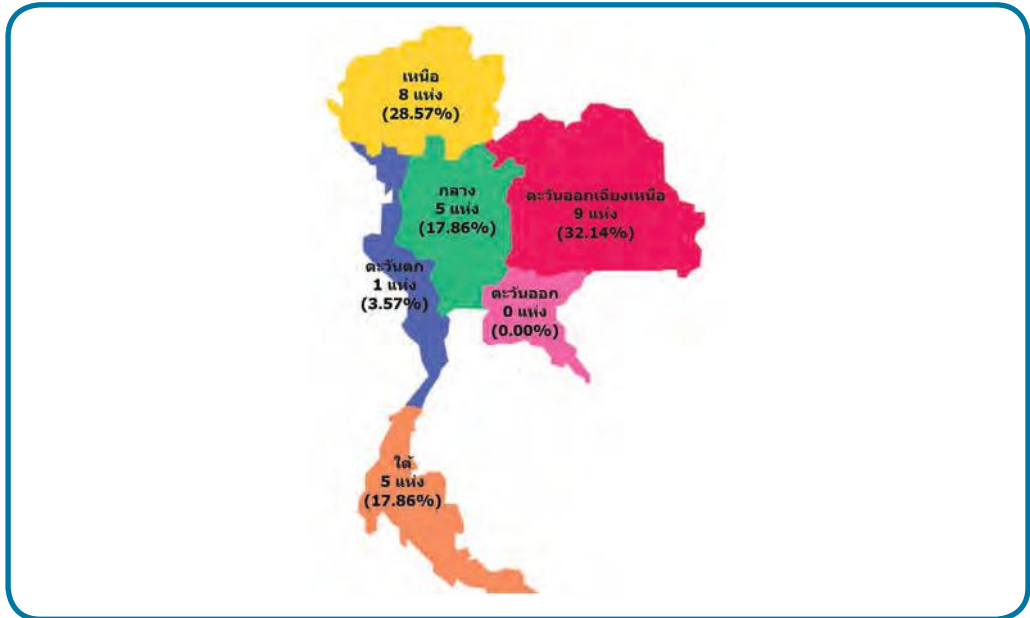 เหนือ
8 แห่ง
(28.57%)
กลาง
5 แห่ง
(17.86%)
ตะวันออกเฉียงเหนือ
9 แห่ง
(32.14%)
ตะวันตก
1 แห่ง
(3.57%)
ตะวันออก
0 แห่ง
(0.00%)
ใต้
5 แห่ง
(17.86%)